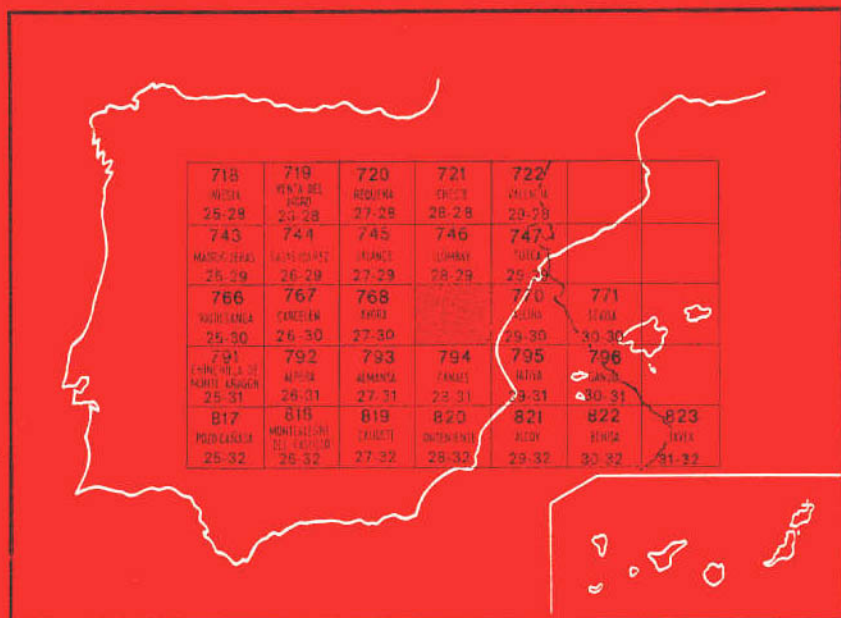 718 719 720 721 722
VENTA DEL
MORO REQUENA CHESTE VALENCIA
25-28 26-28 27-28 28-28 29-28
743 744 745 746 747
MADRIGUERAS CASAS IBAÑEZ JALANCE LLOMBAY SUECA
25-29 26-29 27-29 28-29 29-29
766 767 768 770 771
VALDEGANGA CARCELEN AYORA
25-30 26-30 27-30 29-30 30-30
791 792 793 794 795 796
CHINCHILLA DE
MONTE ARAGON ALPERA ALMANSA CANALS JATIVA GANDIA
25-31 26-31 27-31 28-31 29-31 30-31
817 818 819 820 821 822 823
POZO-CAÑADA MONTEALEGRE
DEL CASTILLO CAUDETE ONTENIENTE ALCOY BENISA JAVEA
25-32 26-32 27-32 28-32 29-32 30-32 31-32